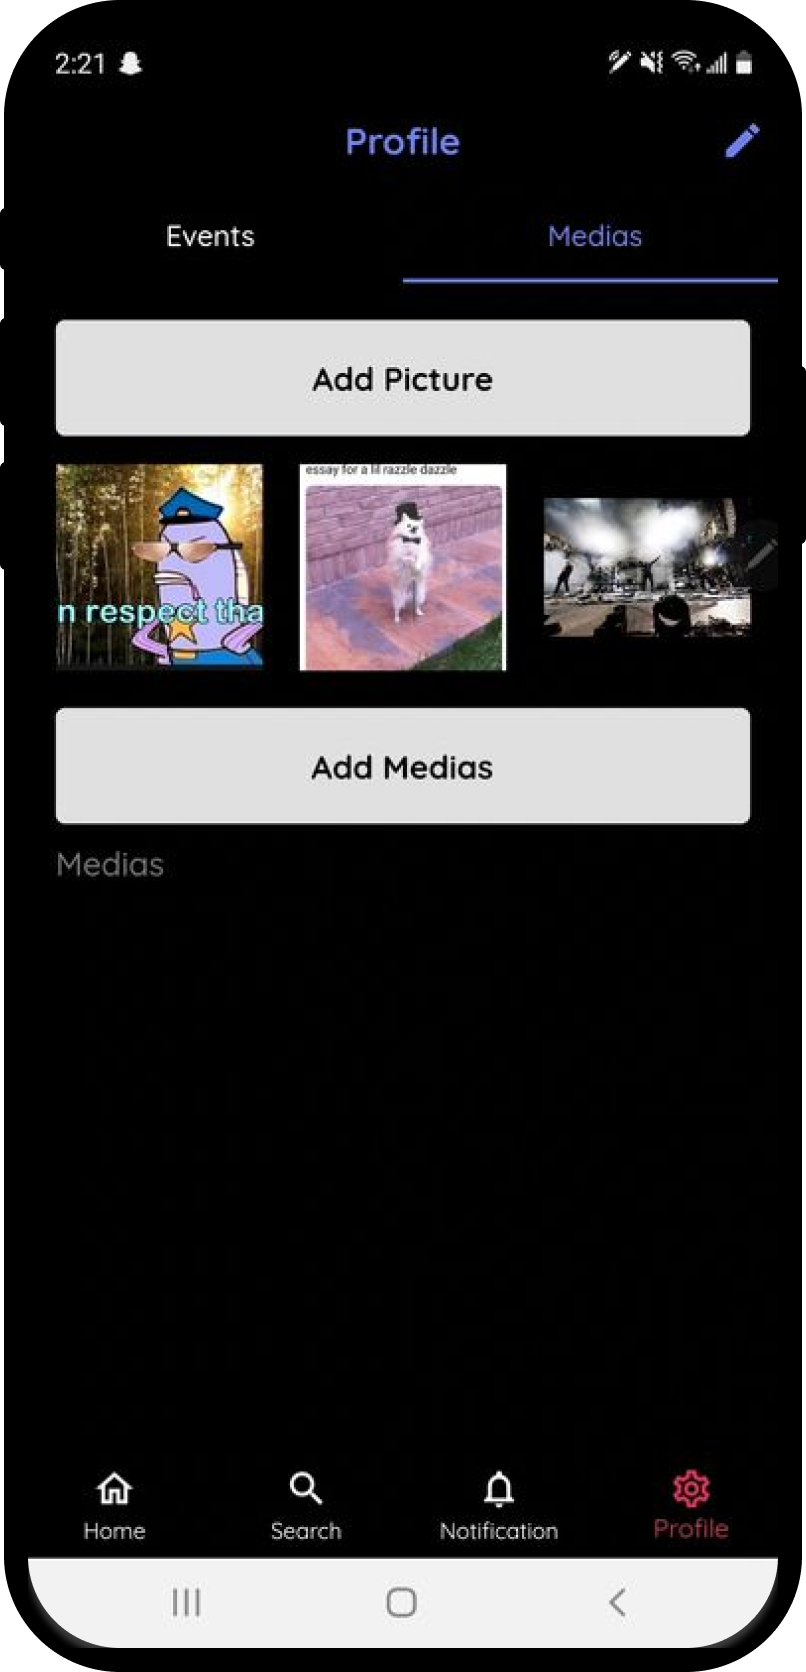 2:21
Profile
Events
Medias
Add Picture
essay for a lil razzle dazzle
n respect tha
Add Medias
Medias
Home
Search
Notification
Profile